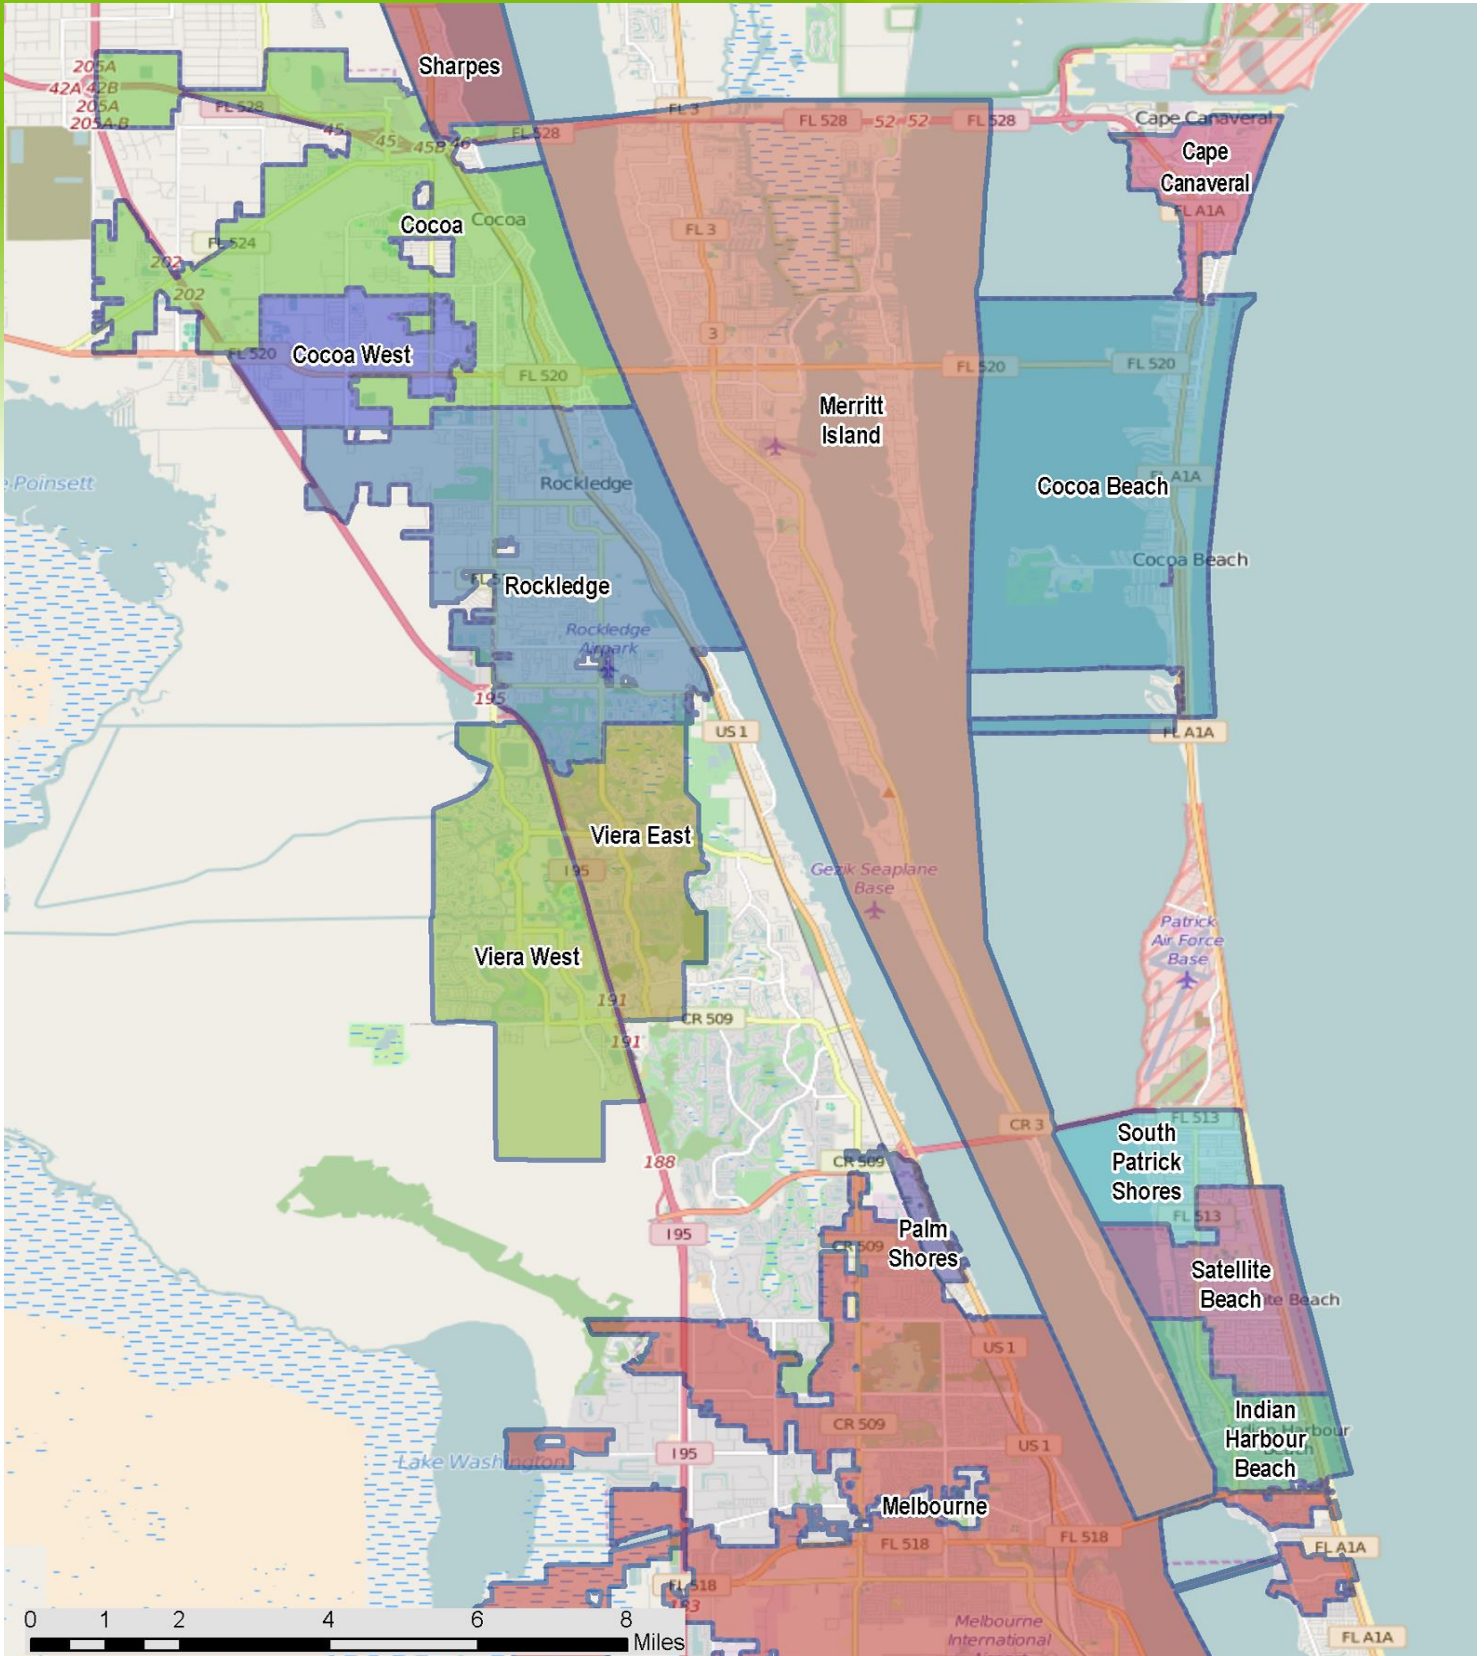 Sharpes
205A
42A 42B
205A
205A-B
FL 528
45
45
45B
46
FL 528
FL 3
FL 528
52
52
FL 528
Cape Canaveral
Cape
Canaveral
FL A1A
Cocoa
Cocoa
FL 524
FL 3
202
202
3
FL 520
Cocoa West
FL 520
FL 520
FL 520
Merritt
Island
Cocoa Beach
FL A1A
e Poinsett
Rockledge
Cocoa Beach
FL 5
Rockledge
Rockledge
Airpark
195
US 1
FL A1A
Viera East
I 95
Gezik Seaplane
Base
Patrick
Air Force
Base
Viera West
191
CR 509
191
CR 3
FL 513
South
Patrick
Shores
188
CR 509
FL 513
I 95
CR 509
Palm
Shores
Satellite
Beach
ite Beach
US 1
Indian
Harbour
Beach
Harbour
CR 509
US 1
I 95
Lake Washington
Melbourne
FL 518
FL 518
FL A1A
FL 518
183
0 1 2 4 6 8
Miles
Melbourne
International
FL A1A